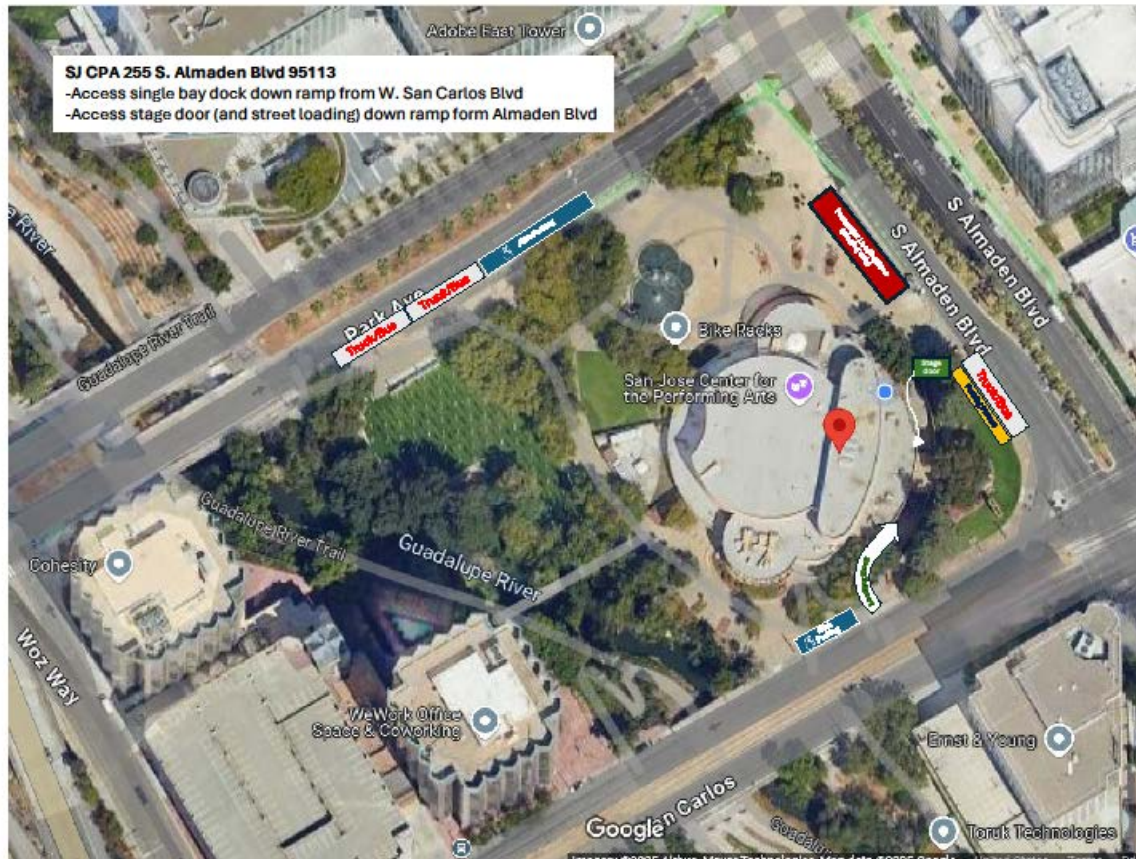 Adobe East Tower
SJ CPA 255 S. Almaden Blvd 95113
-Access single bay dock down ramp from W. San Carlos Blvd
-Access stage door (and street loading) down ramp form Almaden Blvd
River
S Almaden Blvd
S Almaden Blvd
Park Ave
Truck/Bus
Truck/Bus
Guadalupe River Trail
Bike Racks
San Jose Center for
the Performing Arts
Stage
door
Truck/Bus
Guadalupe River Trail
Guadalupe River
Cohesity
Woz Way
WeWork Office
Space & Coworking
Ernst & Young
Carlos
Google
Toruk Technologies